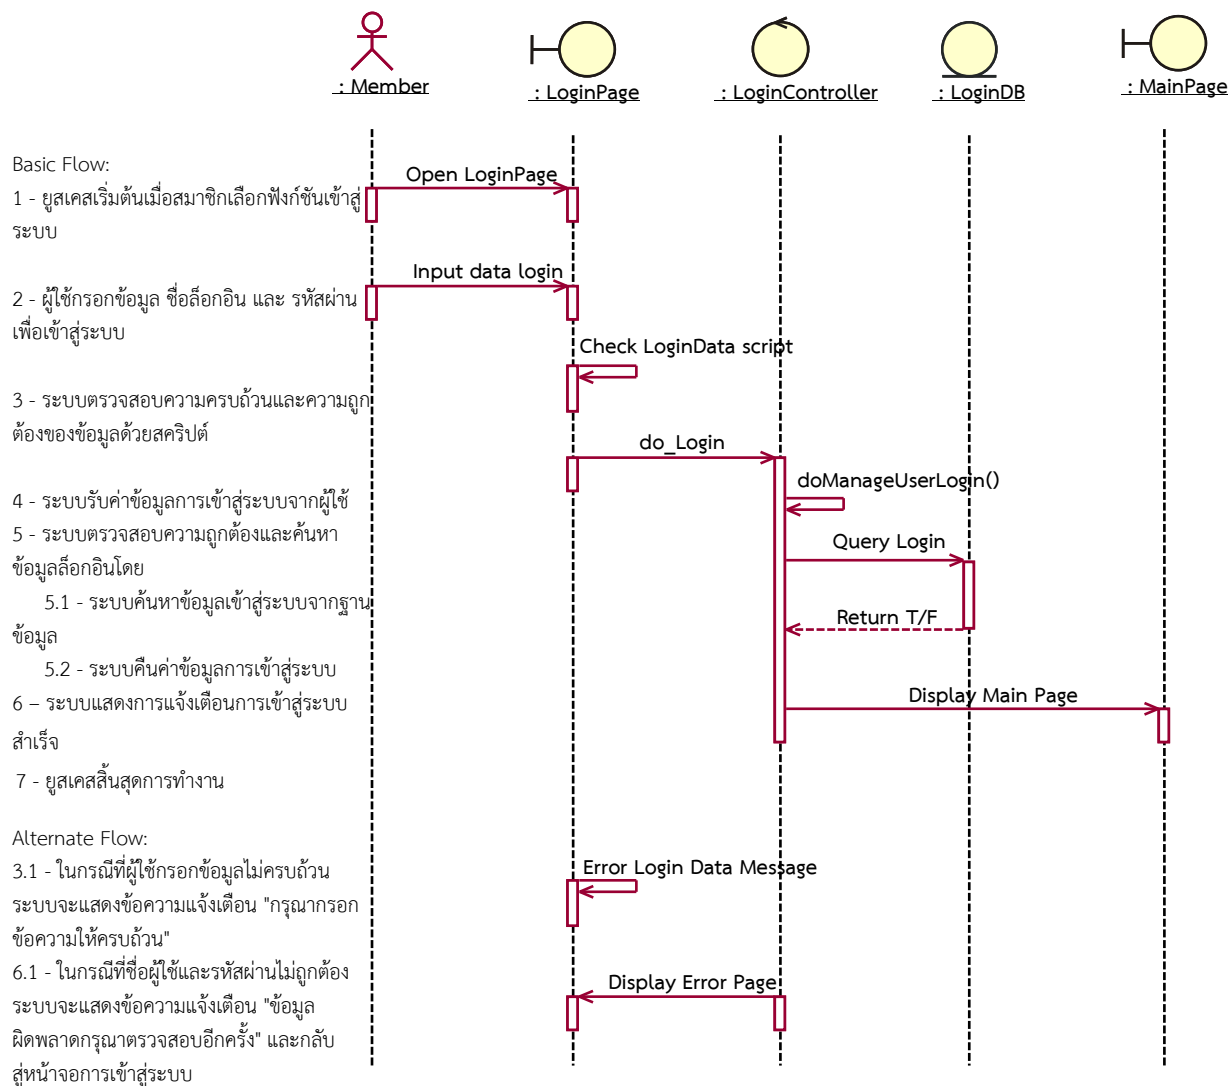 : Member
: LoginPage
: LoginController
: LoginDB
: MainPage
Basic Flow:
1 - ยูสเคสเริ่มต้นเมื่อสมาชิกเลือกฟังก์ชันเข้าสู่
ระบบ
Open LoginPage
2 - ผู้ใช้กรอกข้อมูล ชื่อล็อกอิน และ รหัสผ่าน
เพื่อเข้าสู่ระบบ
Input data login
Check LoginData script
3 - ระบบตรวจสอบความครบถ้วนและความถูก
ต้องของข้อมูลด้วยสคริปต์
do_Login
4 - ระบบรับค่าข้อมูลการเข้าสู่ระบบจากผู้ใช้
doManageUserLogin()
5 - ระบบตรวจสอบความถูกต้องและค้นหา
ข้อมูลล็อกอินโดย
Query Login
5.1 - ระบบค้นหาข้อมูลเข้าสู่ระบบจากฐาน
ข้อมูล
Return T/F
5.2 - ระบบคืนค่าข้อมูลการเข้าสู่ระบบ
6 – ระบบแสดงการแจ้งเตือนการเข้าสู่ระบบ
สำเร็จ
Display Main Page
7 - ยูสเคสสิ้นสุดการทำงาน
Alternate Flow:
3.1 - ในกรณีที่ผู้ใช้กรอกข้อมูลไม่ครบถ้วน
ระบบจะแสดงข้อความแจ้งเตือน "กรุณากรอก
ข้อความให้ครบถ้วน"
Error Login Data Message
6.1 - ในกรณีที่ชื่อผู้ใช้และรหัสผ่านไม่ถูกต้อง
ระบบจะแสดงข้อความแจ้งเตือน "ข้อมูล
ผิดพลาดกรุณาตรวจสอบอีกครั้ง" และกลับ
สู่หน้าจอการเข้าสู่ระบบ
Display Error Page